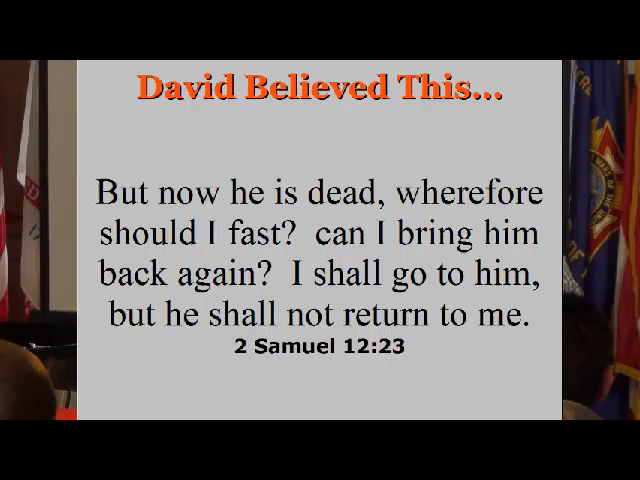 David Believed This...
But now he is dead, wherefore
should I fast?  can I bring him
back again?  I shall go to him,
but he shall not return to me.
2 Samuel 12:23